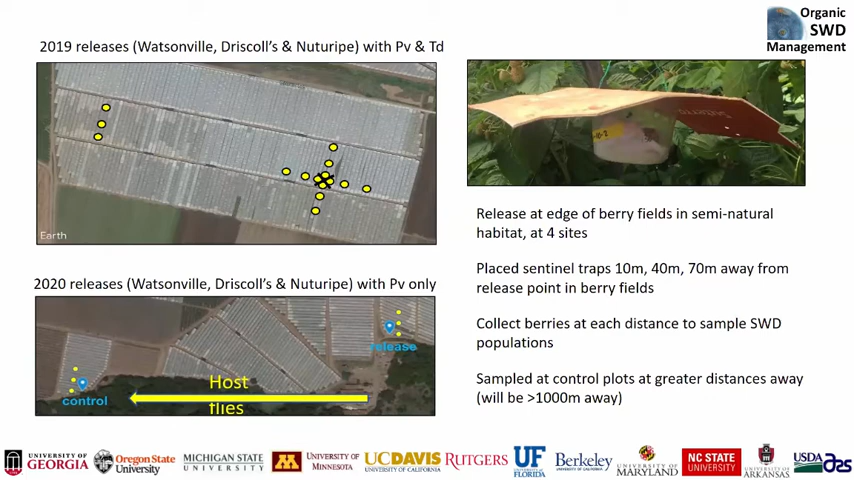 Organic
SWD
Management
2019 releases (Watsonville, Driscoll's & Nuturipe) with Pv & Td
Earth
2020 releases (Watsonville, Driscoll's & Nuturipe) with Pv only
release
control
Host
flies
Release at edge of berry fields in semi-natural
habitat, at 4 sites
Placed sentinel traps 10m, 40m, 70m away from
release point in berry fields
Collect berries at each distance to sample SWD
populations
Sampled at control plots at greater distances away
(will be >1000m away)
UNIVERSITY OF
GEORGIA
Oregon State
University
MICHIGAN STATE
UNIVERSITY
UNIVERSITY OF
MINNESOTA
UCDAVIS
UNIVERSITY OF CALIFORNIA
RUTGERS
UF
UNIVERSITY of
FLORIDA
Berkeley
UNIVERSITY OF CALIFORNIA
UNIVERSITY OF
MARYLAND
NC STATE
UNIVERSITY
UNIVERSITY OF
ARKANSAS
USDA
ars